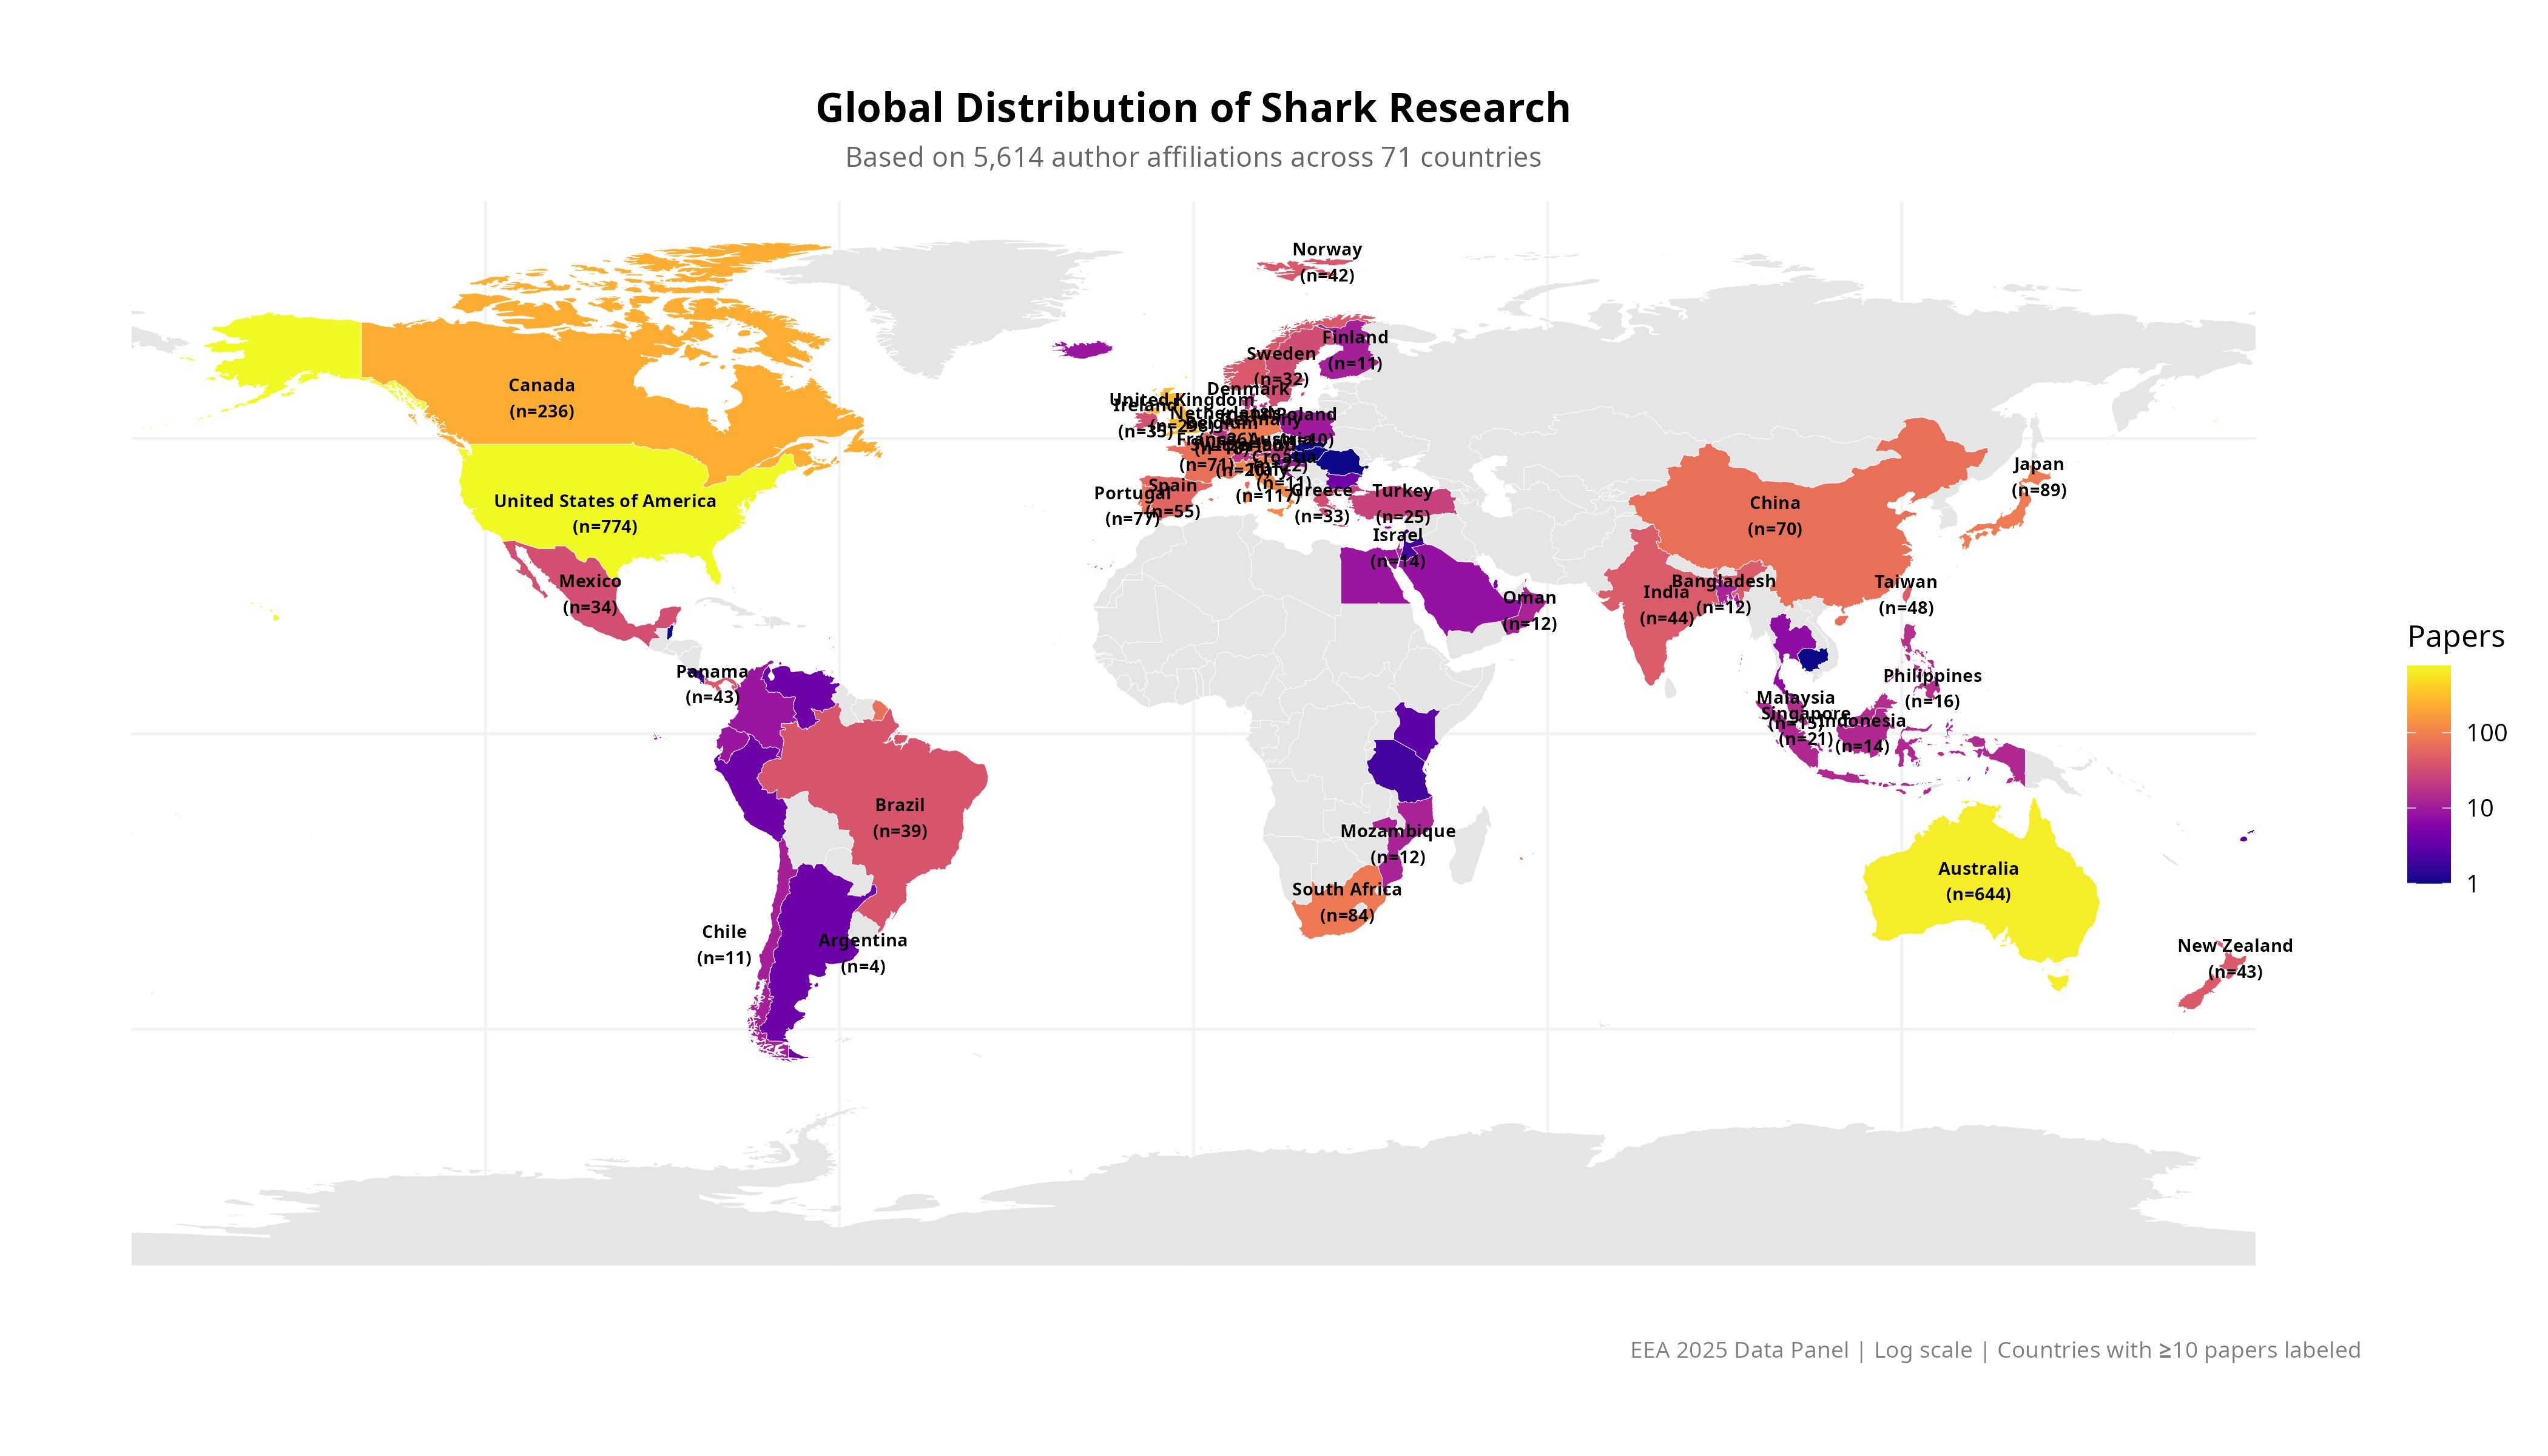 Global Distribution of Shark Research
Based on 5,614 author affiliations across 71 countries
Norway
(n=42)
Finland
(n=11)
Sweden
(n=32)
Denmark
Canada
(n=236)
United Kingdom
(n=298)
Ireland
(n=35)
Netherlands
Poland
(n=10)
Belgium
Germany
France
(n=71)
Austria
Switzerland
Croatia
(n=11)
Italy
(n=117)
Spain
(n=55)
Portugal
(n=77)
Greece
(n=33)
Turkey
(n=25)
Japan
(n=89)
United States of America
(n=774)
China
(n=70)
Israel
(n=14)
Mexico
(n=34)
Oman
(n=12)
India
(n=44)
Bangladesh
(n=12)
Taiwan
(n=48)
Panama
(n=43)
Philippines
(n=16)
Malaysia
(n=15)
Singapore
(n=21)
Indonesia
(n=14)
Brazil
(n=39)
Mozambique
(n=12)
South Africa
(n=84)
Australia
(n=644)
Chile
(n=11)
Argentina
(n=4)
New Zealand
(n=43)
Papers
100
10
1
EEA 2025 Data Panel | Log scale | Countries with ≥10 papers labeled